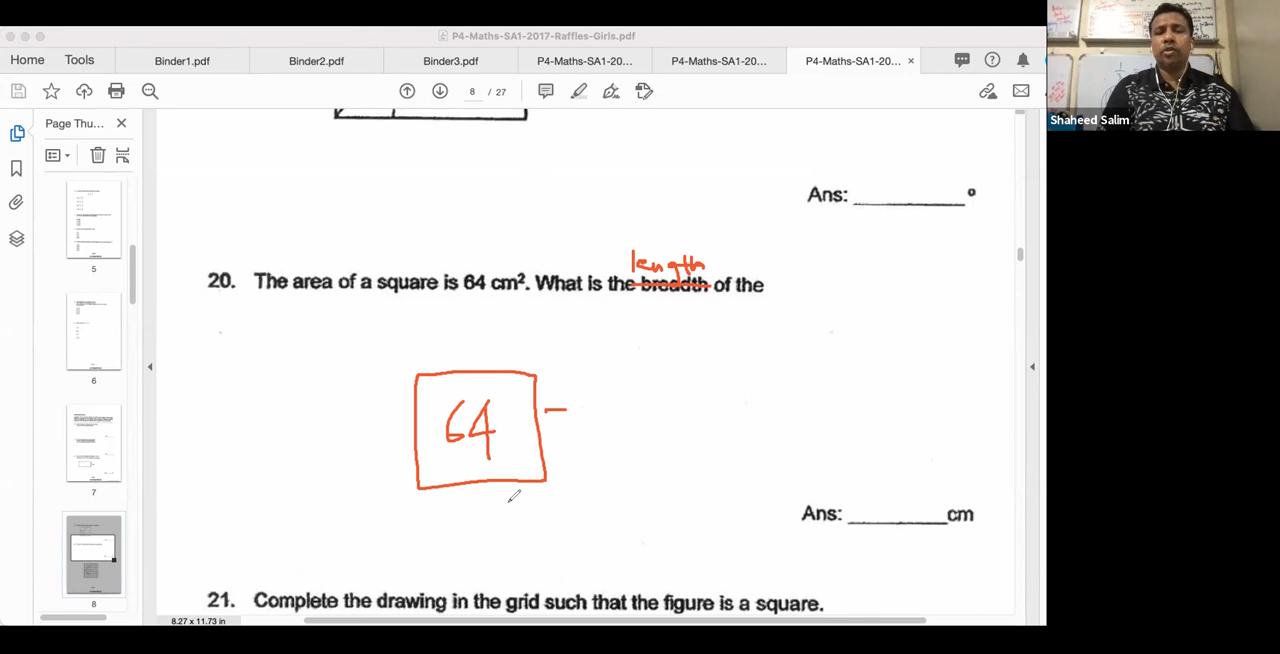 P4-Maths-SA1-2017-Raffles-Girls.pdf
Home Tools Binder1.pdf Binder2.pdf Binder3.pdf P4-Maths-SA1-20... P4-Maths-SA1-20... P4-Maths-SA1-20... ×
8 / 27
Page Thu...
Shaheed Salim
Ans: ________ °
length
20. The area of a square is 64 cm². What is the breadth of the
5
64
6
Ans: ________ cm
7
21. Complete the drawing in the grid such that the figure is a square.
8
8.27 x 11.73 in